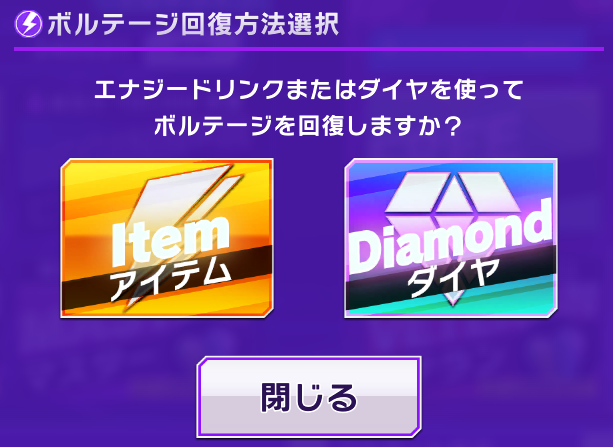 ボルテージ回復方法選択
エナジードリンクまたはダイヤを使って
ボルテージを回復しますか？
Item
アイテム
Diamond
ダイヤ
閉じる